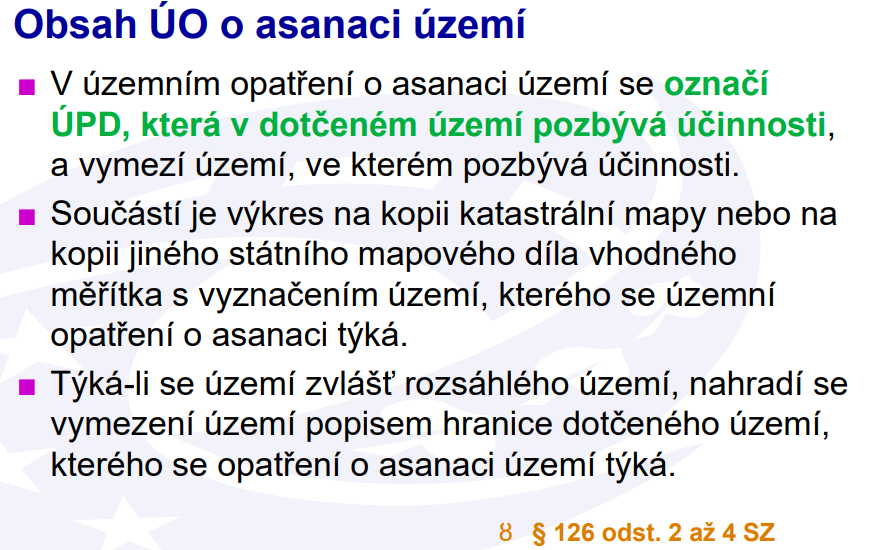 Obsah ÚO o asanaci území
V územním opatření o asanaci území se označí
ÚPD, která v dotčeném území pozbývá účinnosti,
a vymezí území, ve kterém pozbývá účinnosti.
Součástí je výkres na kopii katastrální mapy nebo na
kopii jiného státního mapového díla vhodného
měřítka s vyznačením území, kterého se územní
opatření o asanaci týká.
Týká-li se území zvlášť rozsáhlého území, nahradí se
vymezení území popisem hranice dotčeného území,
kterého se opatření o asanaci území týká.
8 § 126 odst. 2 až 4 SZ